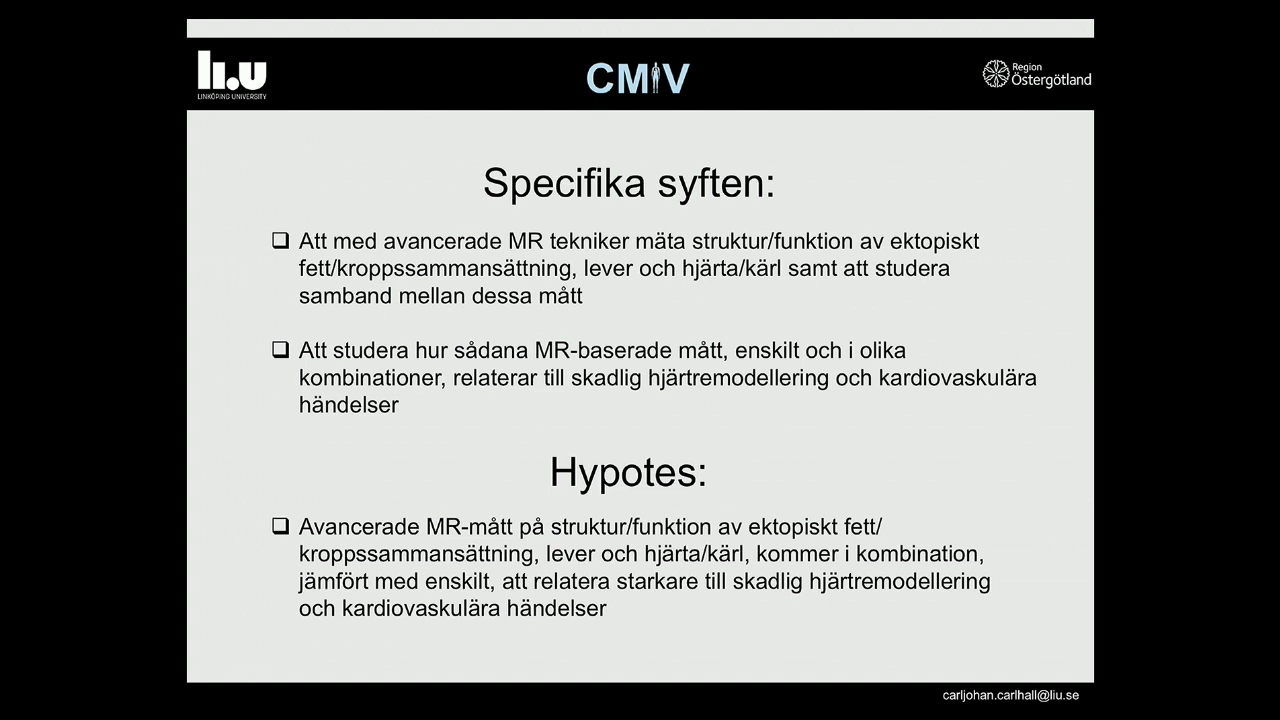 li.u
LINKÖPING UNIVERSITY
CMIV
Region
Östergötland
Specifika syften:
❑ Att med avancerade MR tekniker mäta struktur/funktion av ektopiskt
fett/kroppssammansättning, lever och hjärta/kärl samt att studera
samband mellan dessa mått
❑ Att studera hur sådana MR-baserade mått, enskilt och i olika
kombinationer, relaterar till skadlig hjärtremodellering och kardiovaskulära
händelser
Hypotes:
❑ Avancerade MR-mått på struktur/funktion av ektopiskt fett/
kroppssammansättning, lever och hjärta/kärl, kommer i kombination,
jämfört med enskilt, att relatera starkare till skadlig hjärtremodellering
och kardiovaskulära händelser
carljohan.carlhall@liu.se